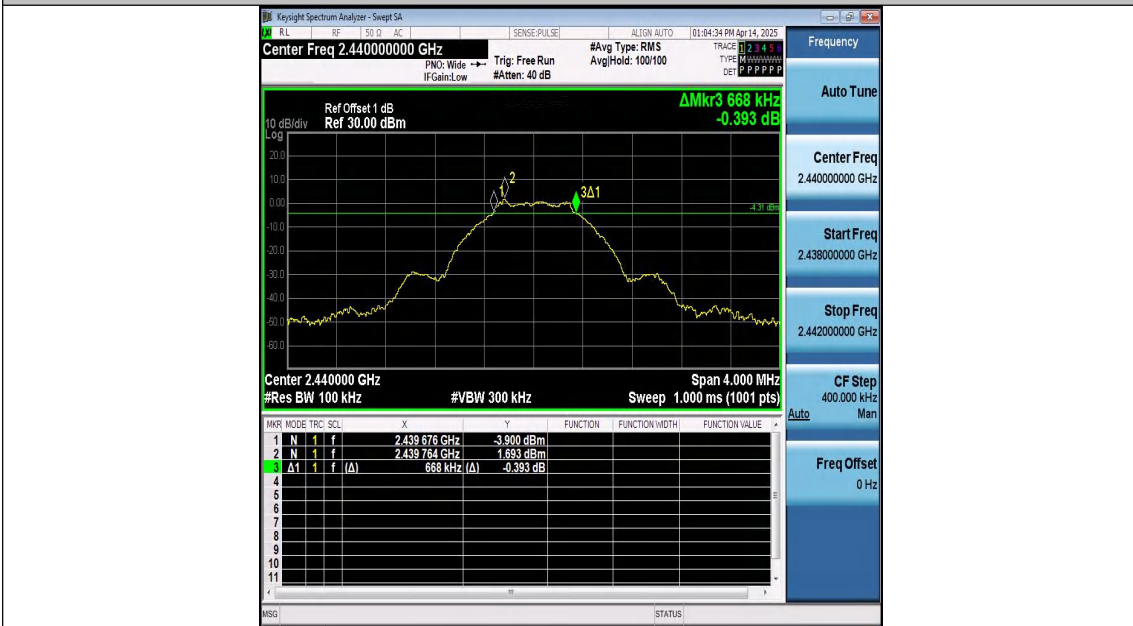 Keysight Spectrum Analyzer - Swept SA
RL RF 50 Ω AC SENSE:PULSE ALIGN AUTO 01:04:34 PM Apr 14, 2025
Center Freq 2.440000000 GHz
PNO: Wide
IFGain:Low
Trig: Free Run
#Atten: 40 dB
#Avg Type: RMS
Avg|Hold: 100/100
TRACE 1 2 3 4 5 6
TYPE M
DET P P P P P P
ΔMkr3 668 kHz
-0.393 dB
Ref Offset 1 dB
10 dB/div Ref 30.00 dBm
Log
20.0
10.0
0.00
-10.0
-20.0
-30.0
-40.0
-50.0
-60.0
1
2
3Δ1
-4.31 dBm
Center 2.440000 GHz Span 4.000 MHz
#Res BW 100 kHz #VBW 300 kHz Sweep 1.000 ms (1001 pts)
MKR MODE TRC SCL X Y FUNCTION FUNCTION WIDTH FUNCTION VALUE
1 N 1 f 2.439 676 GHz -3.900 dBm
2 N 1 f 2.439 764 GHz 1.693 dBm
3 Δ1 1 f (Δ) 668 kHz (Δ) -0.393 dB
4
5
6
7
8
9
10
11
MSG STATUS
Frequency
Auto Tune
Center Freq
2.440000000 GHz
Start Freq
2.438000000 GHz
Stop Freq
2.442000000 GHz
CF Step
400.000 kHz
Auto Man
Freq Offset
0 Hz